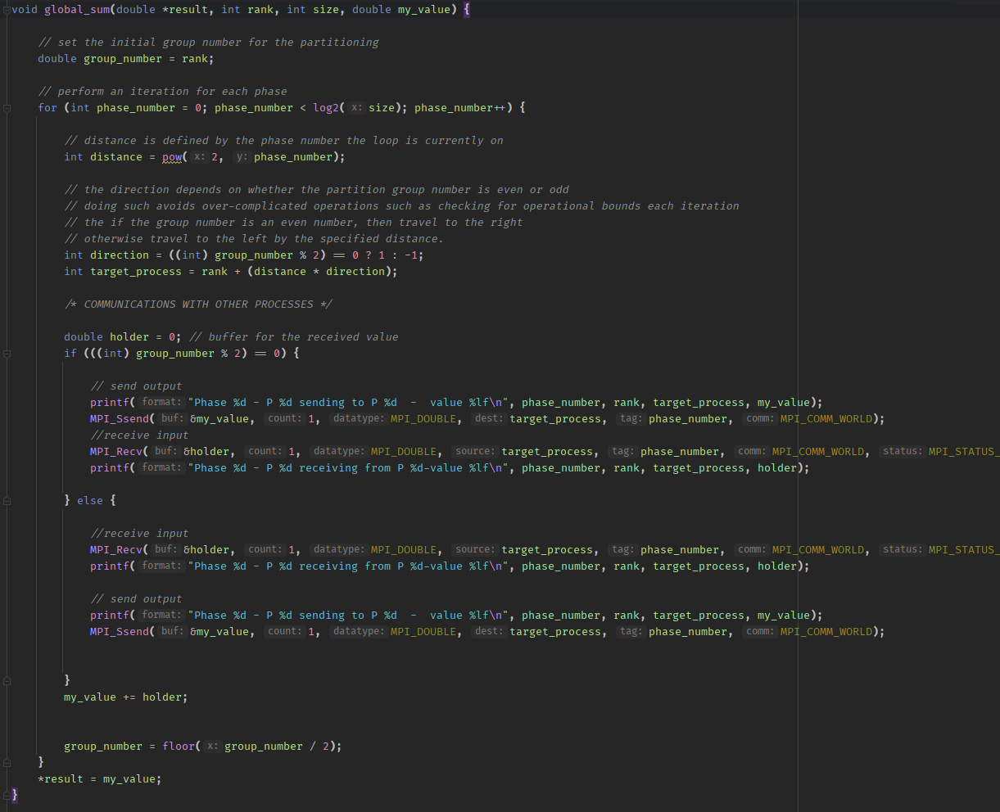 void global_sum(double *result, int rank, int size, double my_value) {
// set the initial group number for the partitioning
double group_number = rank;
// perform an iteration for each phase
for (int phase_number = 0; phase_number < log2( x: size); phase_number++) {
// distance is defined by the phase number the loop is currently on
int distance = pow( x: 2, y: phase_number);
// the direction depends on whether the partition group number is even or odd
// doing such avoids over-complicated operations such as checking for operational bounds each iteration
// the if the group number is an even number, then travel to the right
// otherwise travel to the left by the specified distance.
int direction = ((int) group_number % 2) == 0 ? 1 : -1;
int target_process = rank + (distance * direction);
/* COMMUNICATIONS WITH OTHER PROCESSES */
double holder = 0; // buffer for the received value
if (((int) group_number % 2) == 0) {
// send output
printf( format: "Phase %d - P %d sending to P %d  -  value %lf\n", phase_number, rank, target_process, my_value);
MPI_Ssend( buf: &my_value, count: 1, datatype: MPI_DOUBLE, dest: target_process, tag: phase_number, comm: MPI_COMM_WORLD);
//receive input
MPI_Recv( buf: &holder, count: 1, datatype: MPI_DOUBLE, source: target_process, tag: phase_number, comm: MPI_COMM_WORLD, status: MPI_STATUS_
printf( format: "Phase %d - P %d receiving from P %d-value %lf\n", phase_number, rank, target_process, holder);
} else {
//receive input
MPI_Recv( buf: &holder, count: 1, datatype: MPI_DOUBLE, source: target_process, tag: phase_number, comm: MPI_COMM_WORLD, status: MPI_STATUS_
printf( format: "Phase %d - P %d receiving from P %d-value %lf\n", phase_number, rank, target_process, holder);
// send output
printf( format: "Phase %d - P %d sending to P %d  -  value %lf\n", phase_number, rank, target_process, my_value);
MPI_Ssend( buf: &my_value, count: 1, datatype: MPI_DOUBLE, dest: target_process, tag: phase_number, comm: MPI_COMM_WORLD);
}
my_value += holder;
group_number = floor( x: group_number / 2);
}
*result = my_value;
}